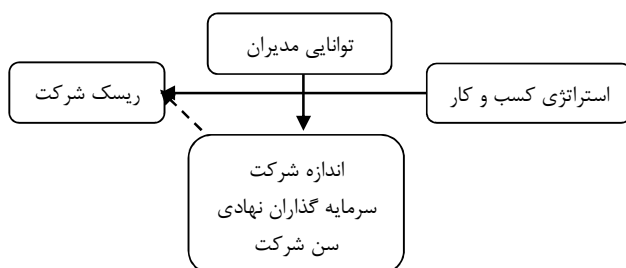 توانایی مدیران
استراتژی کسب و کار
ریسک شرکت
اندازه شرکت
سرمایه گذاران نهادی
سن شرکت